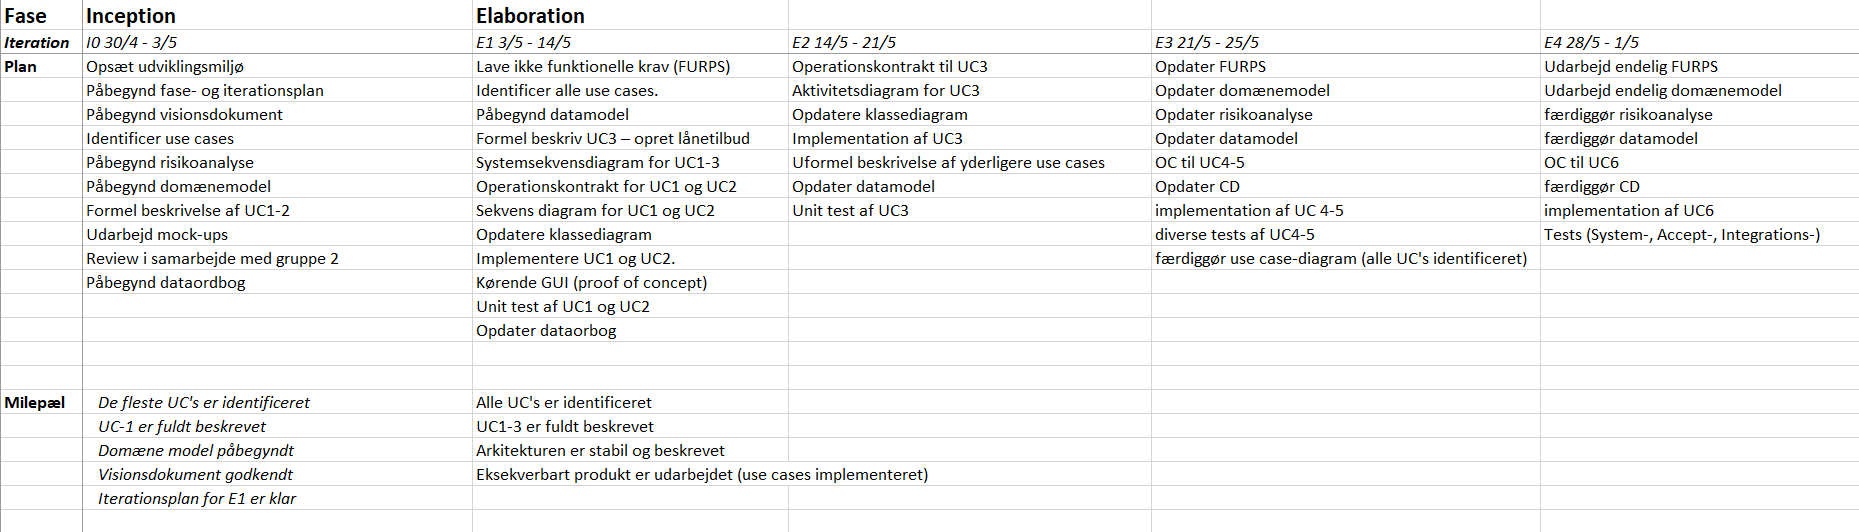 Fase Inception Elaboration
Iteration I0 30/4 - 3/5 E1 3/5 - 14/5 E2 14/5 - 21/5 E3 21/5 - 25/5 E4 28/5 - 1/5
Plan Opsæt udviklingsmiljø Lave ikke funktionelle krav (FURPS) Operationskontrakt til UC3 Opdater FURPS Udarbejd endelig FURPS
Påbegynd fase- og iterationsplan Identificer alle use cases. Aktivitetsdiagram for UC3 Opdater domænemodel Udarbejd endelig domænemodel
Påbegynd visionsdokument Påbegynd datamodel Opdatere klassediagram Opdater risikoanalyse færdiggør risikoanalyse
Identificer use cases Formel beskriv UC3 – opret lånetilbud Implementation af UC3 Opdater datamodel færdiggør datamodel
Påbegynd risikoanalyse Systemsekvensdiagram for UC1-3 Uformel beskrivelse af yderligere use cases OC til UC4-5 OC til UC6
Påbegynd domænemodel Operationskontrakt for UC1 og UC2 Opdater datamodel Opdater CD færdiggør CD
Formel beskrivelse af UC1-2 Sekvens diagram for UC1 og UC2 Unit test af UC3 implementation af UC 4-5 implementation af UC6
Udarbejd mock-ups Opdatere klassediagram diverse tests af UC4-5 Tests (System-, Accept-, Integrations-)
Review i samarbejde med gruppe 2 Implementere UC1 og UC2. færdiggør use case-diagram (alle UC's identificeret)
Påbegynd dataordbog Kørende GUI (proof of concept)
Unit test af UC1 og UC2
Opdater dataorbog
Milepæl De fleste UC's er identificeret Alle UC's er identificeret
UC-1 er fuldt beskrevet UC1-3 er fuldt beskrevet
Domæne model påbegyndt Arkitekturen er stabil og beskrevet
Visionsdokument godkendt Eksekverbart produkt er udarbejdet (use cases implementeret)
Iterationsplan for E1 er klar